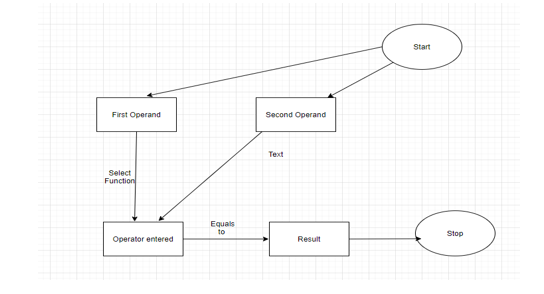 Start
First Operand
Second Operand
Text
Select
Function
Equals
to
Operator entered
Result
Stop